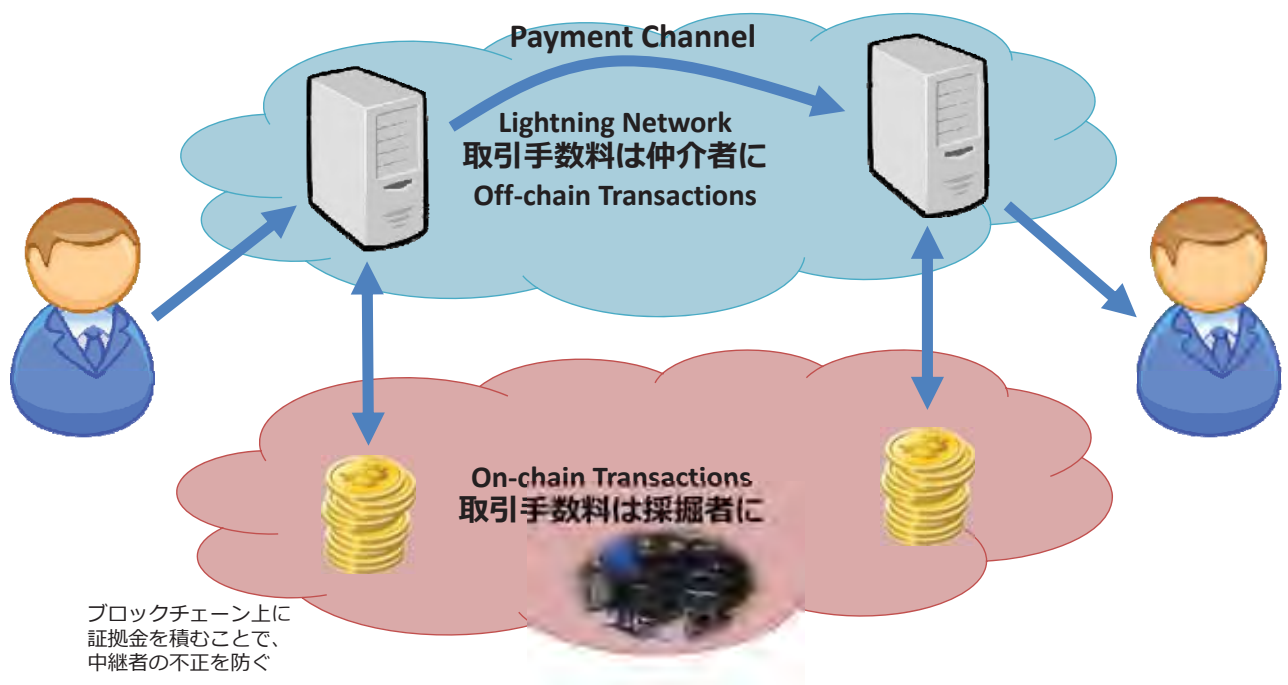 Payment Channel
Lightning Network
取引手数料は仲介者に
Off-chain Transactions
On-chain Transactions
取引手数料は採掘者に
ブロックチェーン上に
証拠金を積むことで、
中継者の不正を防ぐ